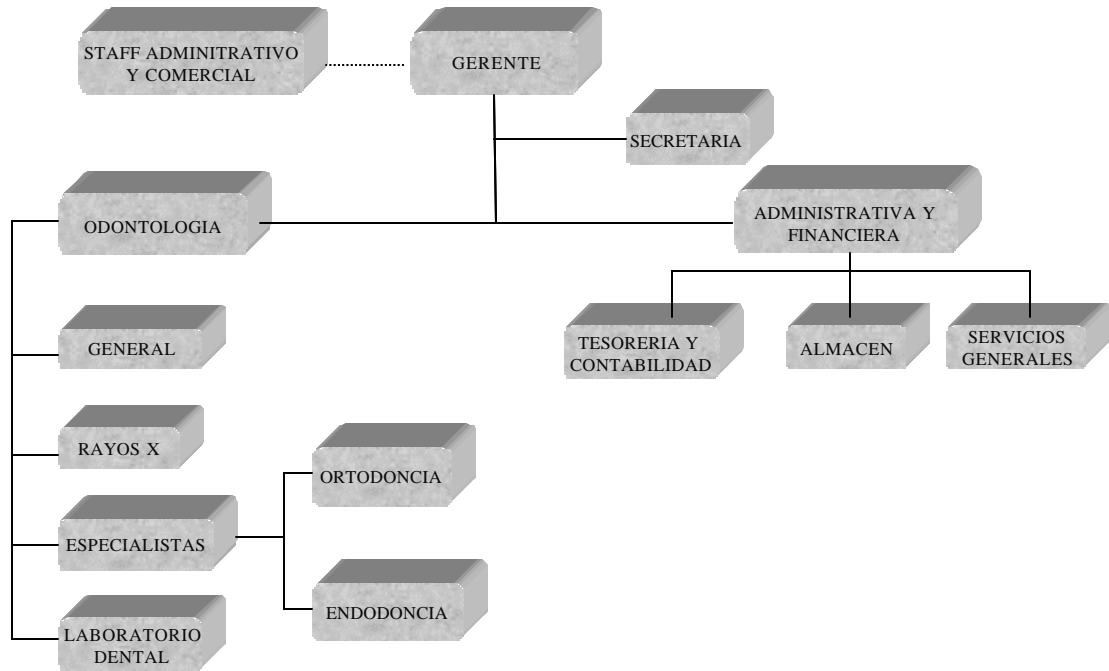 STAFF ADMINITRATIVO
Y COMERCIAL
GERENTE
SECRETARIA
ODONTOLOGIA
ADMINISTRATIVA Y
FINANCIERA
GENERAL
TESORERIA Y
CONTABILIDAD
ALMACEN
SERVICIOS
GENERALES
RAYOS X
ORTODONCIA
ESPECIALISTAS
ENDODONCIA
LABORATORIO
DENTAL